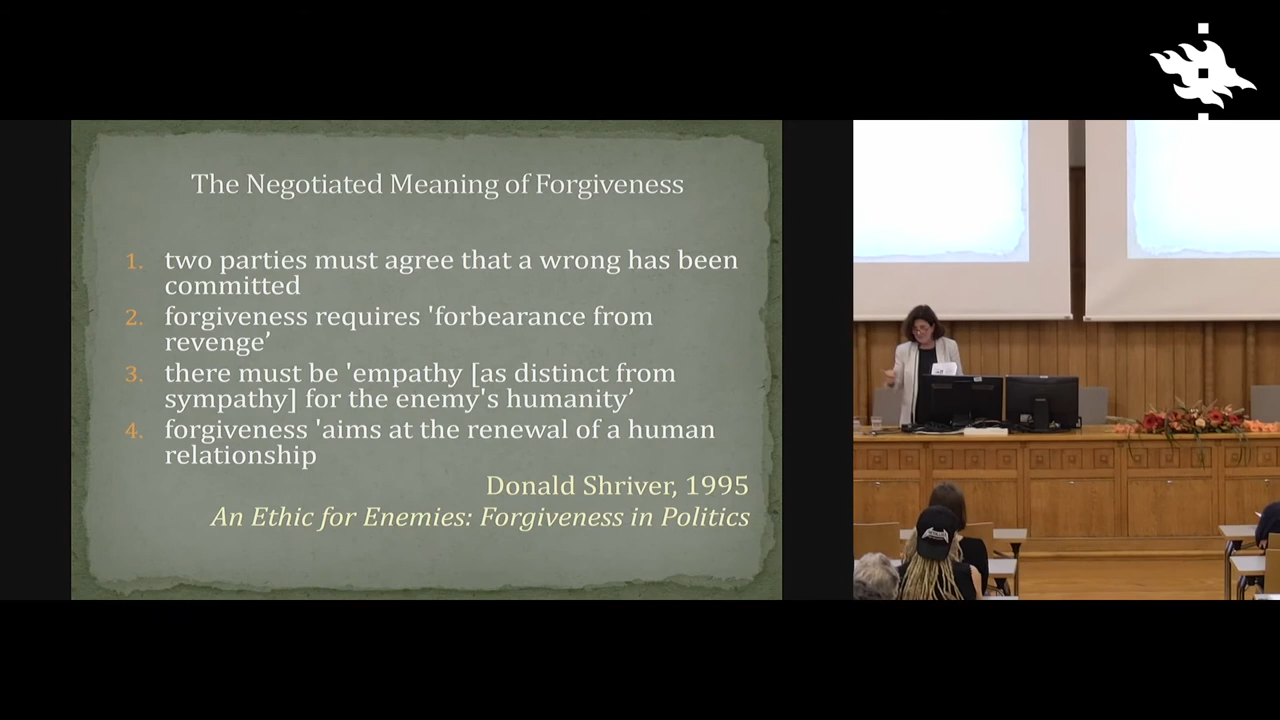 The Negotiated Meaning of Forgiveness
1. two parties must agree that a wrong has been
committed
2. forgiveness requires 'forbearance from
revenge’
3. there must be 'empathy [as distinct from
sympathy] for the enemy's humanity’
4. forgiveness 'aims at the renewal of a human
relationship
Donald Shriver, 1995
An Ethic for Enemies: Forgiveness in Politics